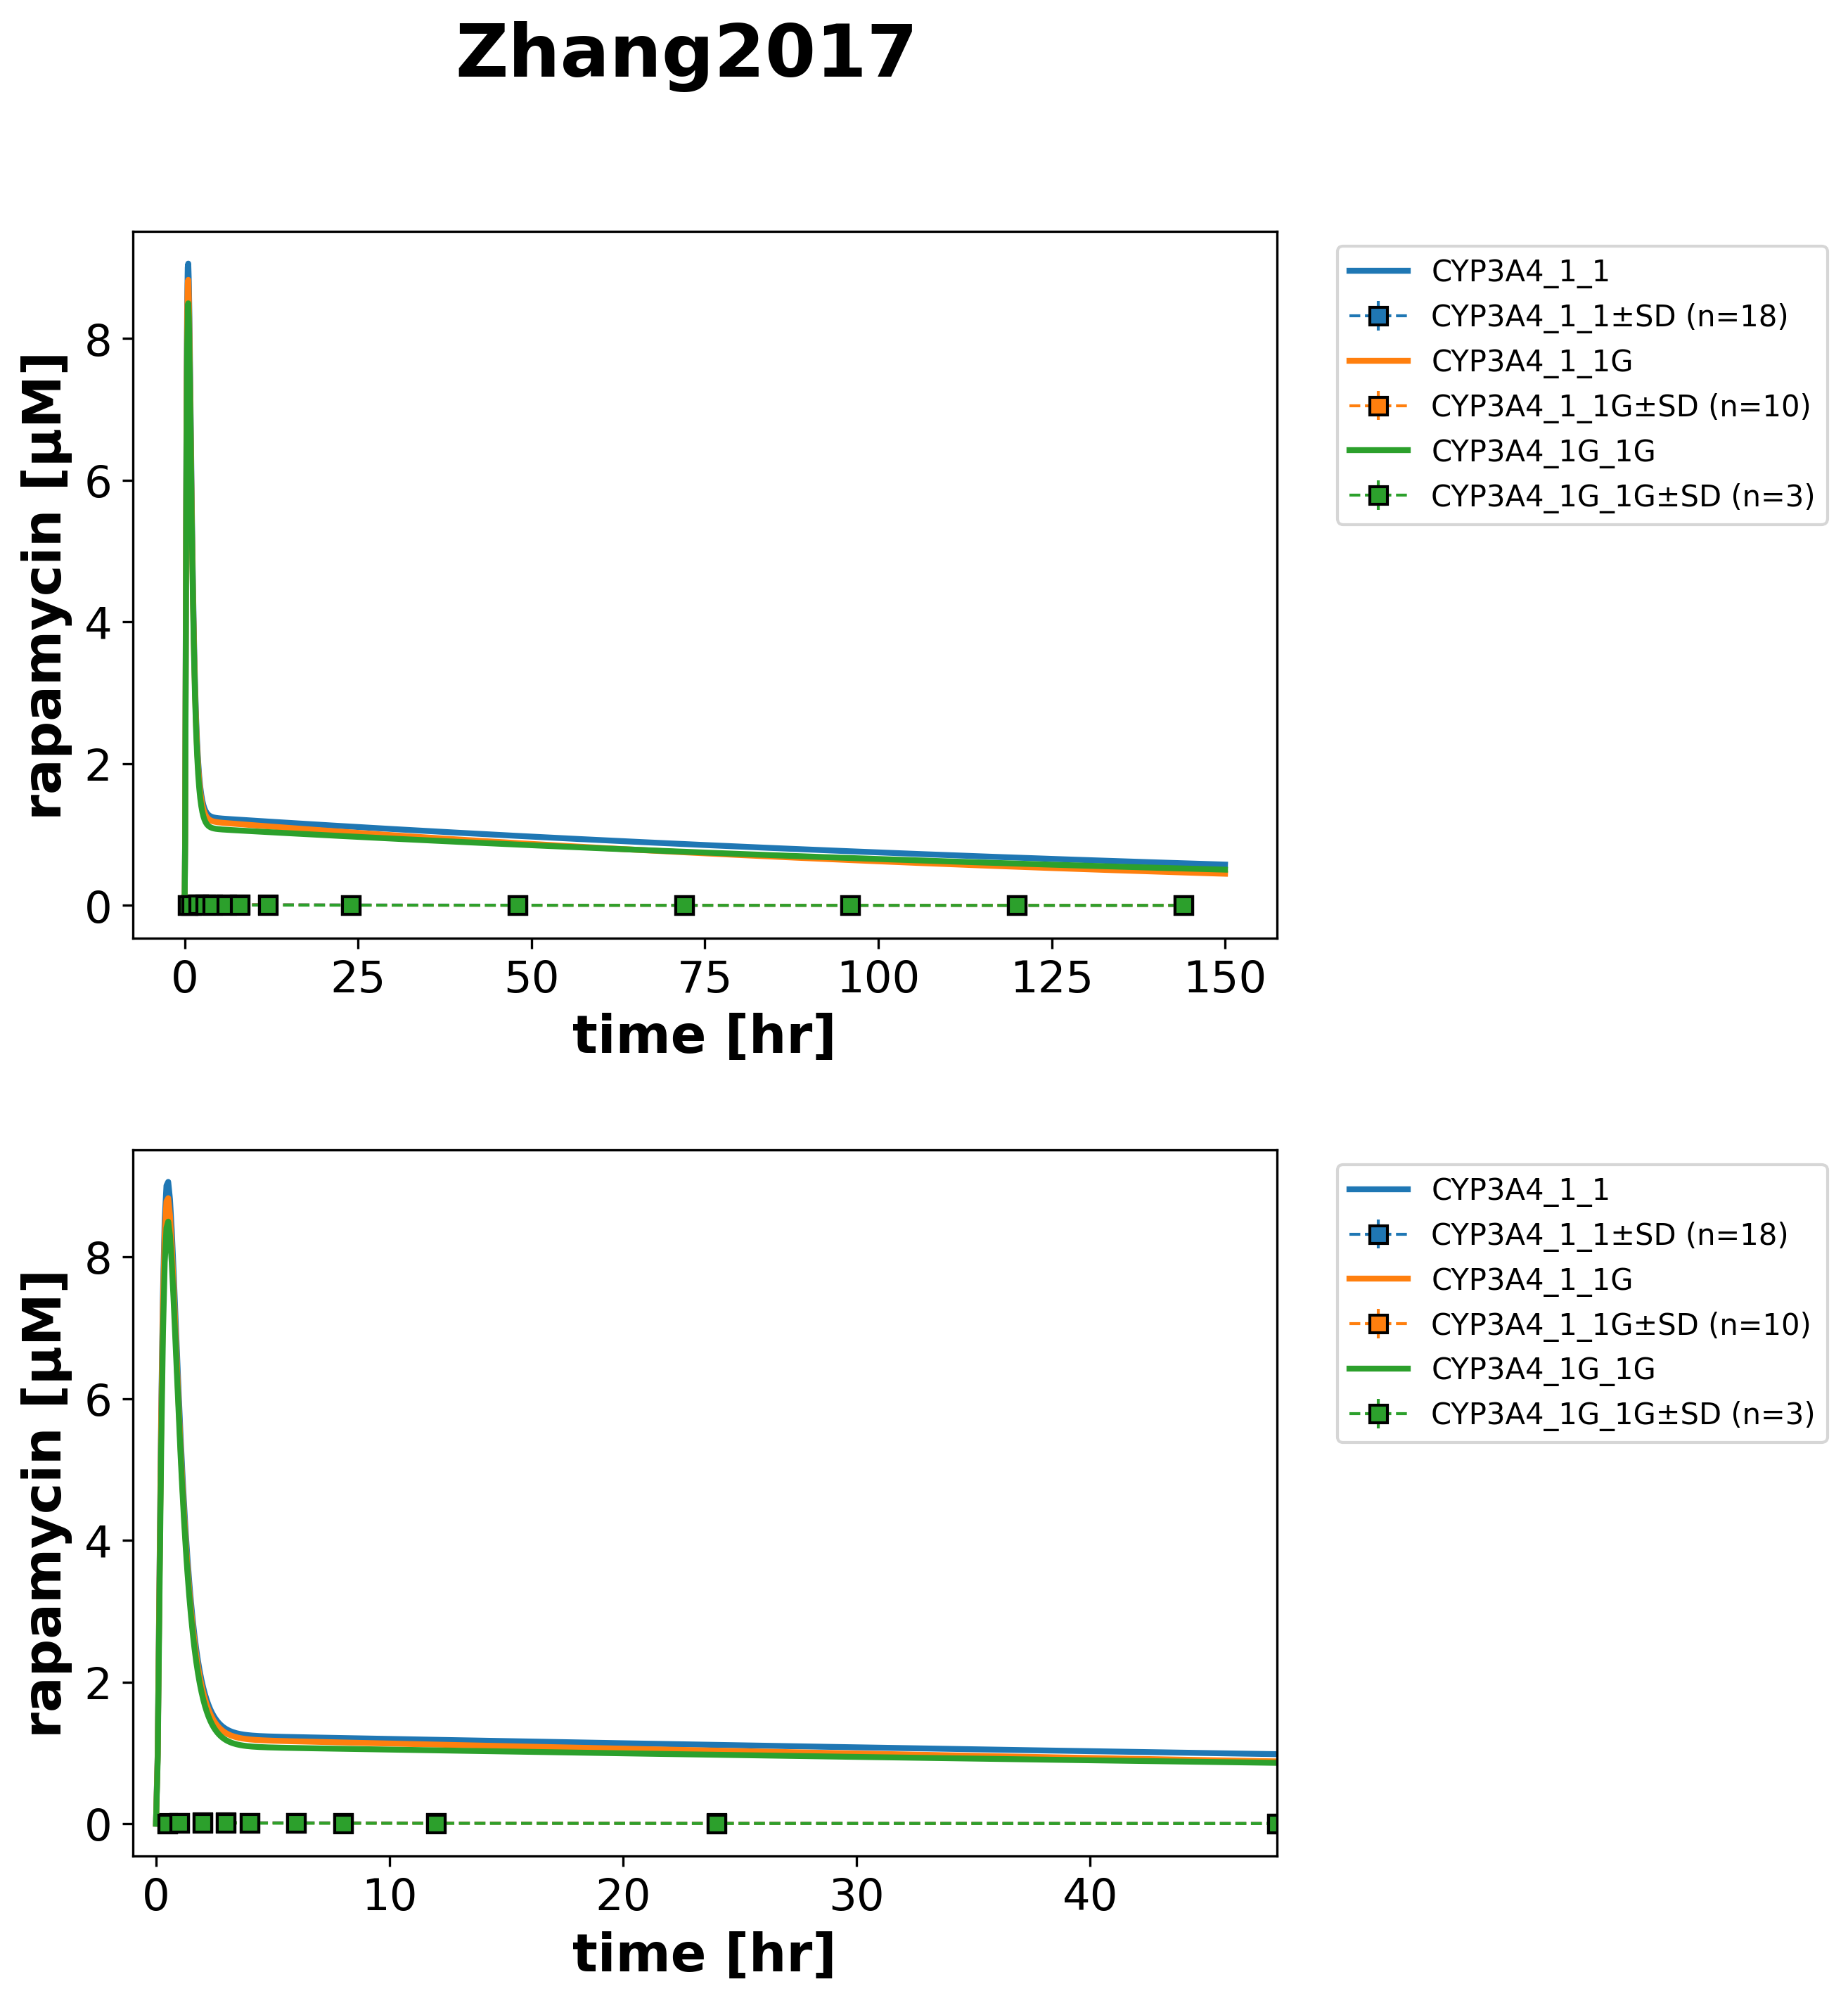 Zhang2017
rapamycin [µM]
8
6
4
2
0
0 25 50 75 100 125 150
time [hr]
CYP3A4_1_1
CYP3A4_1_1±SD (n=18)
CYP3A4_1_1G
CYP3A4_1_1G±SD (n=10)
CYP3A4_1G_1G
CYP3A4_1G_1G±SD (n=3)
rapamycin [µM]
8
6
4
2
0
0 10 20 30 40
time [hr]
CYP3A4_1_1
CYP3A4_1_1±SD (n=18)
CYP3A4_1_1G
CYP3A4_1_1G±SD (n=10)
CYP3A4_1G_1G
CYP3A4_1G_1G±SD (n=3)